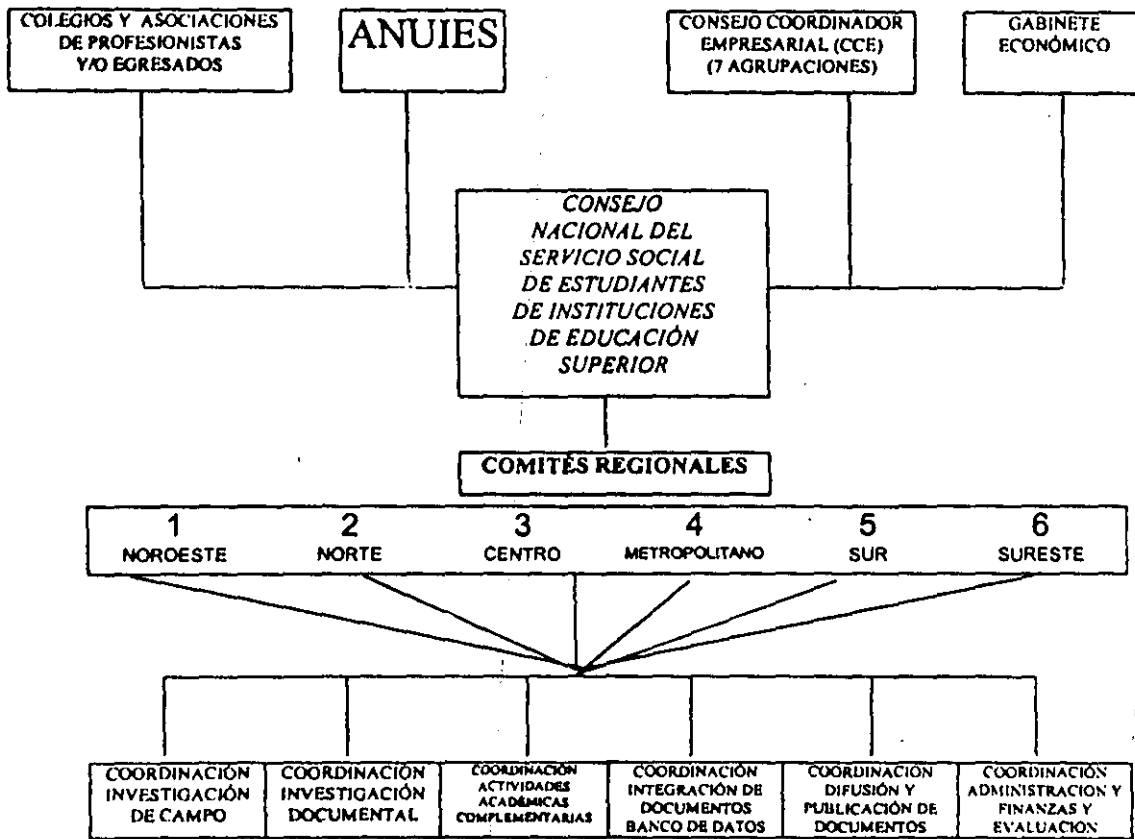 COLEGIOS Y ASOCIACIONES
DE PROFESIONISTAS
Y/O EGRESADOS
ANUIES
CONSEJO COORDINADOR
EMPRESARIAL (CCE)
(7 AGRUPACIONES)
GABINETE
ECONÓMICO
CONSEJO
NACIONAL DEL
SERVICIO SOCIAL
DE ESTUDIANTES
DE INSTITUCIONES
DE EDUCACIÓN
SUPERIOR
COMITÉS REGIONALES
1
NOROESTE
2
NORTE
3
CENTRO
4
METROPOLITANO
5
SUR
6
SURESTE
COORDINACIÓN
INVESTIGACIÓN
DE CAMPO
COORDINACIÓN
INVESTIGACIÓN
DOCUMENTAL
COORDINACIÓN
ACTIVIDADES
ACADÉMICAS
COMPLEMENTARIAS
COORDINACIÓN
INTEGRACIÓN DE
DOCUMENTOS
BANCO DE DATOS
COORDINACIÓN
DIFUSIÓN Y
PUBLICACIÓN DE
DOCUMENTOS
COORDINACIÓN
ADMINISTRACION Y
FINANZAS Y
EVALUACIÓN